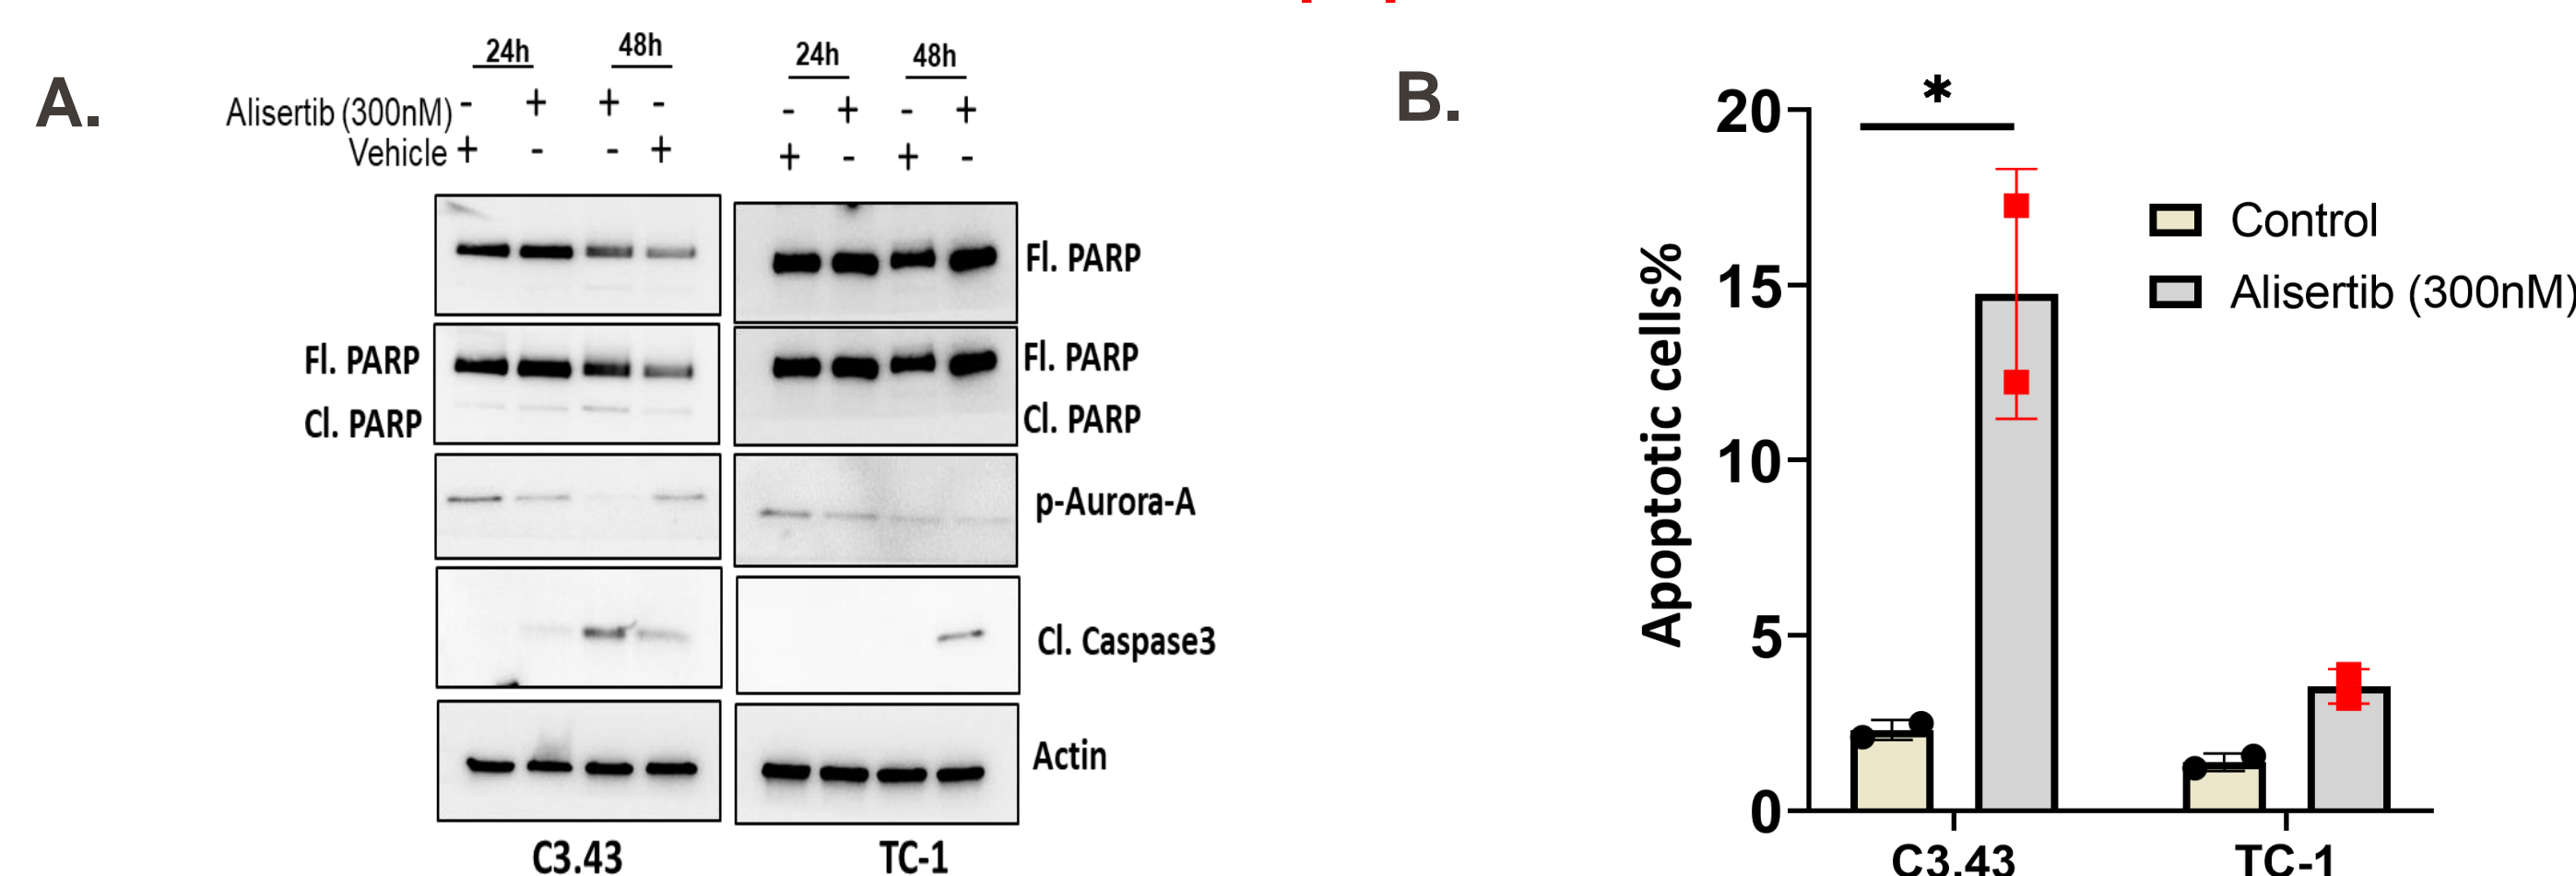 A.
24h 48h 24h 48h
Alisertib (300nM) - + + - - + - +
Vehicle + - - + + - + -
Fl. PARP
Fl. PARP Fl. PARP
Cl. PARP Cl. PARP
p-Aurora-A
Cl. Caspase3
Actin
C3.43 TC-1
B.
*
20
15
10
5
0
Apoptotic cells%
Control
Alisertib (300nM)
C3.43 TC-1